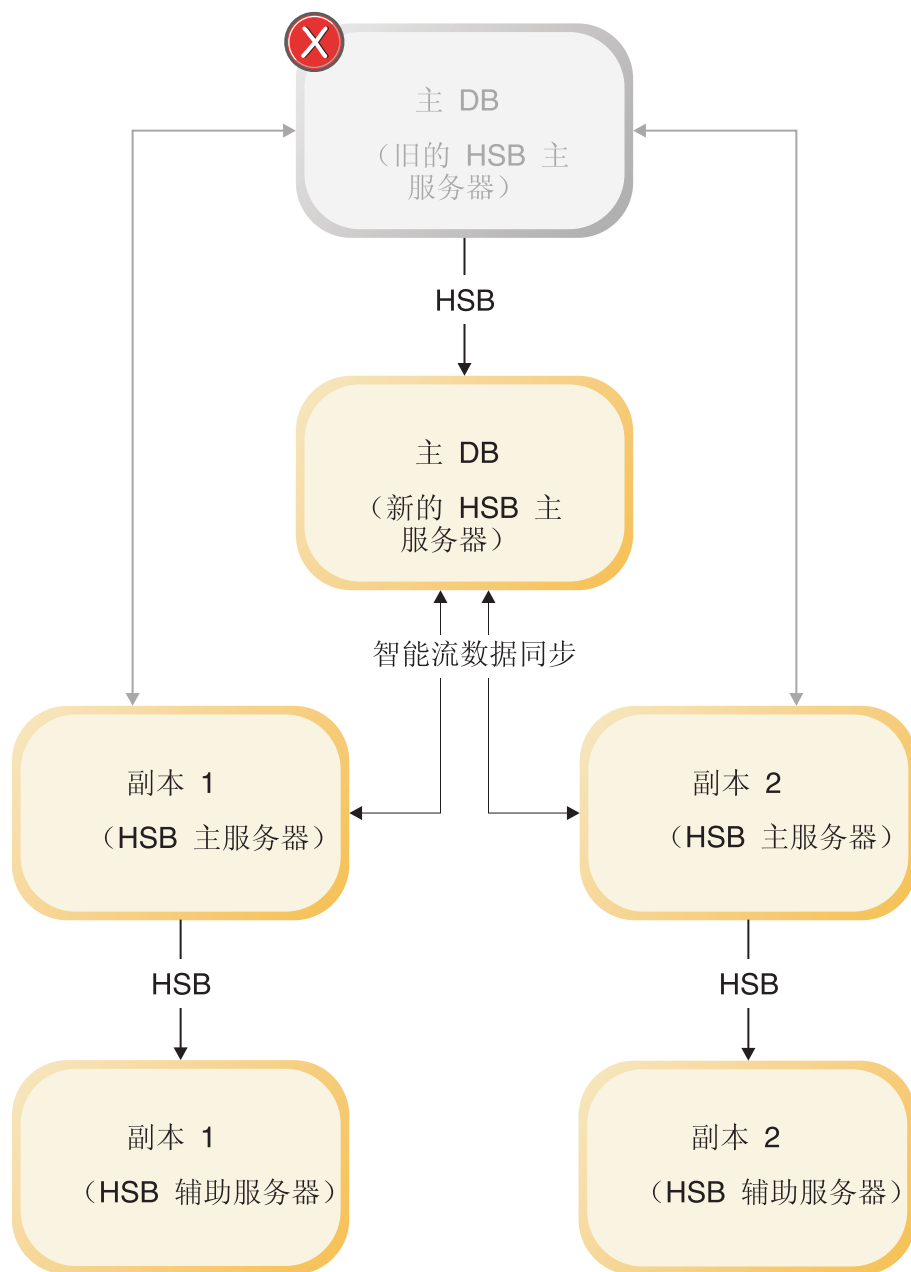 主 DB
（旧的 HSB 主
服务器）
HSB
主 DB
（新的 HSB 主
服务器）
智能流数据同步
副本 1
（HSB 主服务器）
副本 2
（HSB 主服务器）
HSB
HSB
副本 1
（HSB 辅助服务器）
副本 2
（HSB 辅助服务器）